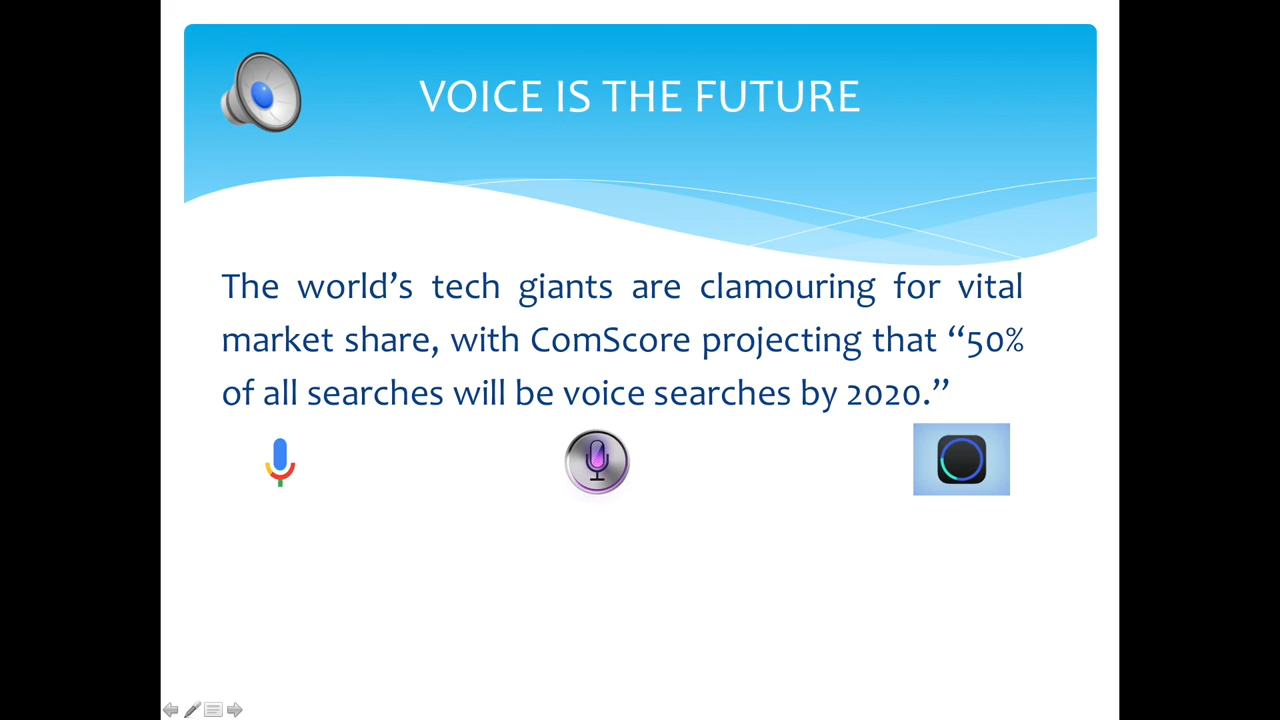 VOICE IS THE FUTURE
The world’s tech giants are clamouring for vital
market share, with ComScore projecting that “50%
of all searches will be voice searches by 2020.”